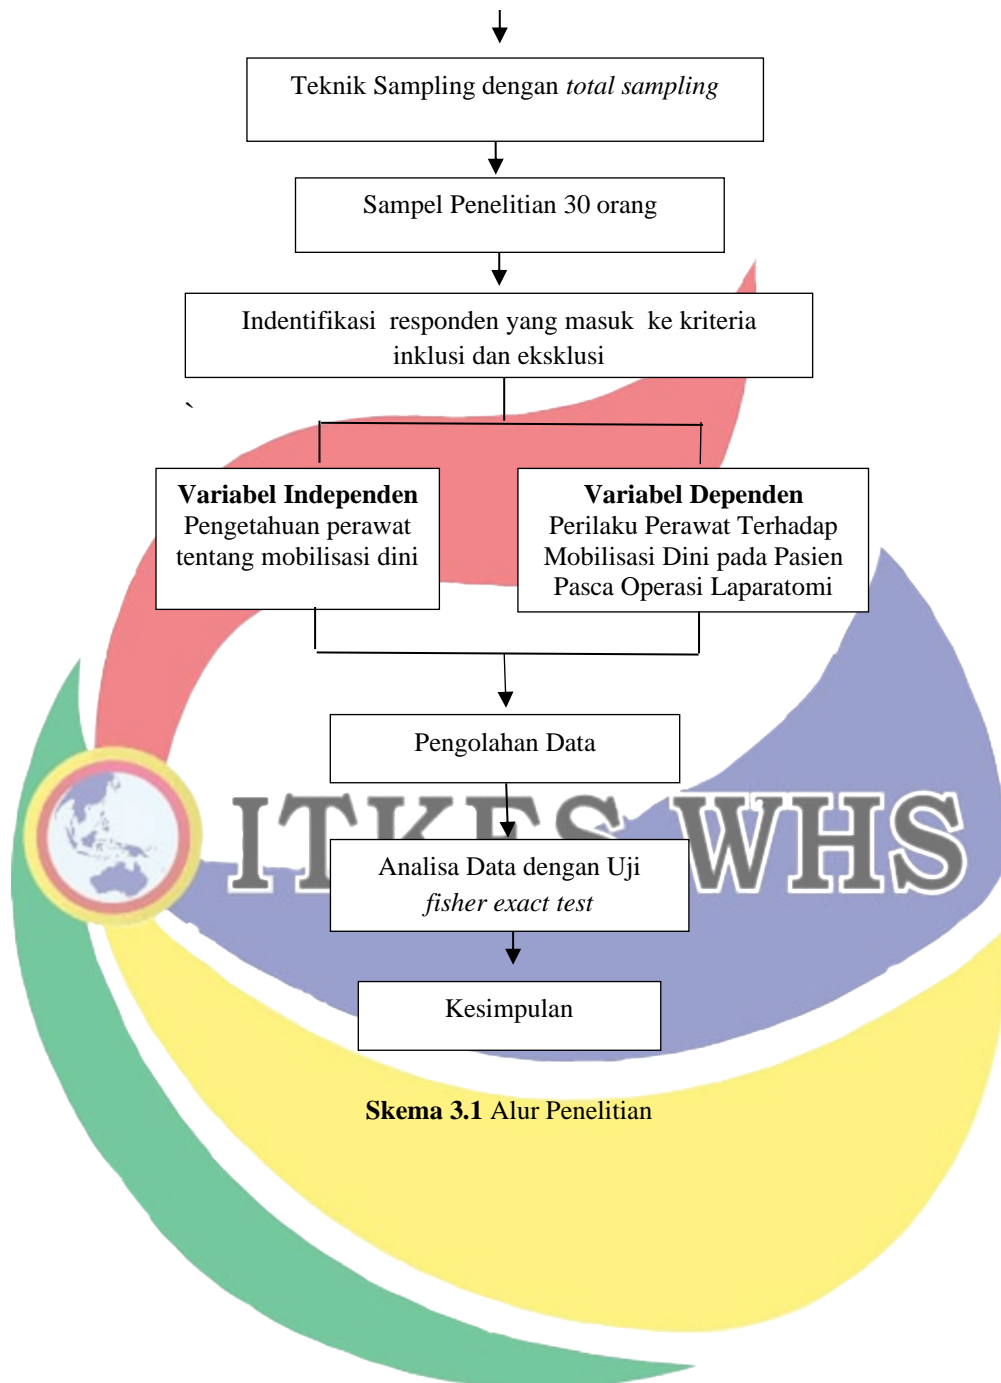 Teknik Sampling dengan total sampling
Sampel Penelitian 30 orang
Indentifikasi responden yang masuk ke kriteria
inklusi dan eksklusi
`
Variabel Independen
Pengetahuan perawat
tentang mobilisasi dini
Variabel Dependen
Perilaku Perawat Terhadap
Mobilisasi Dini pada Pasien
Pasca Operasi Laparatomi
Pengolahan Data
ITKES WHS
Analisa Data dengan Uji
fisher exact test
Kesimpulan
Skema 3.1 Alur Penelitian